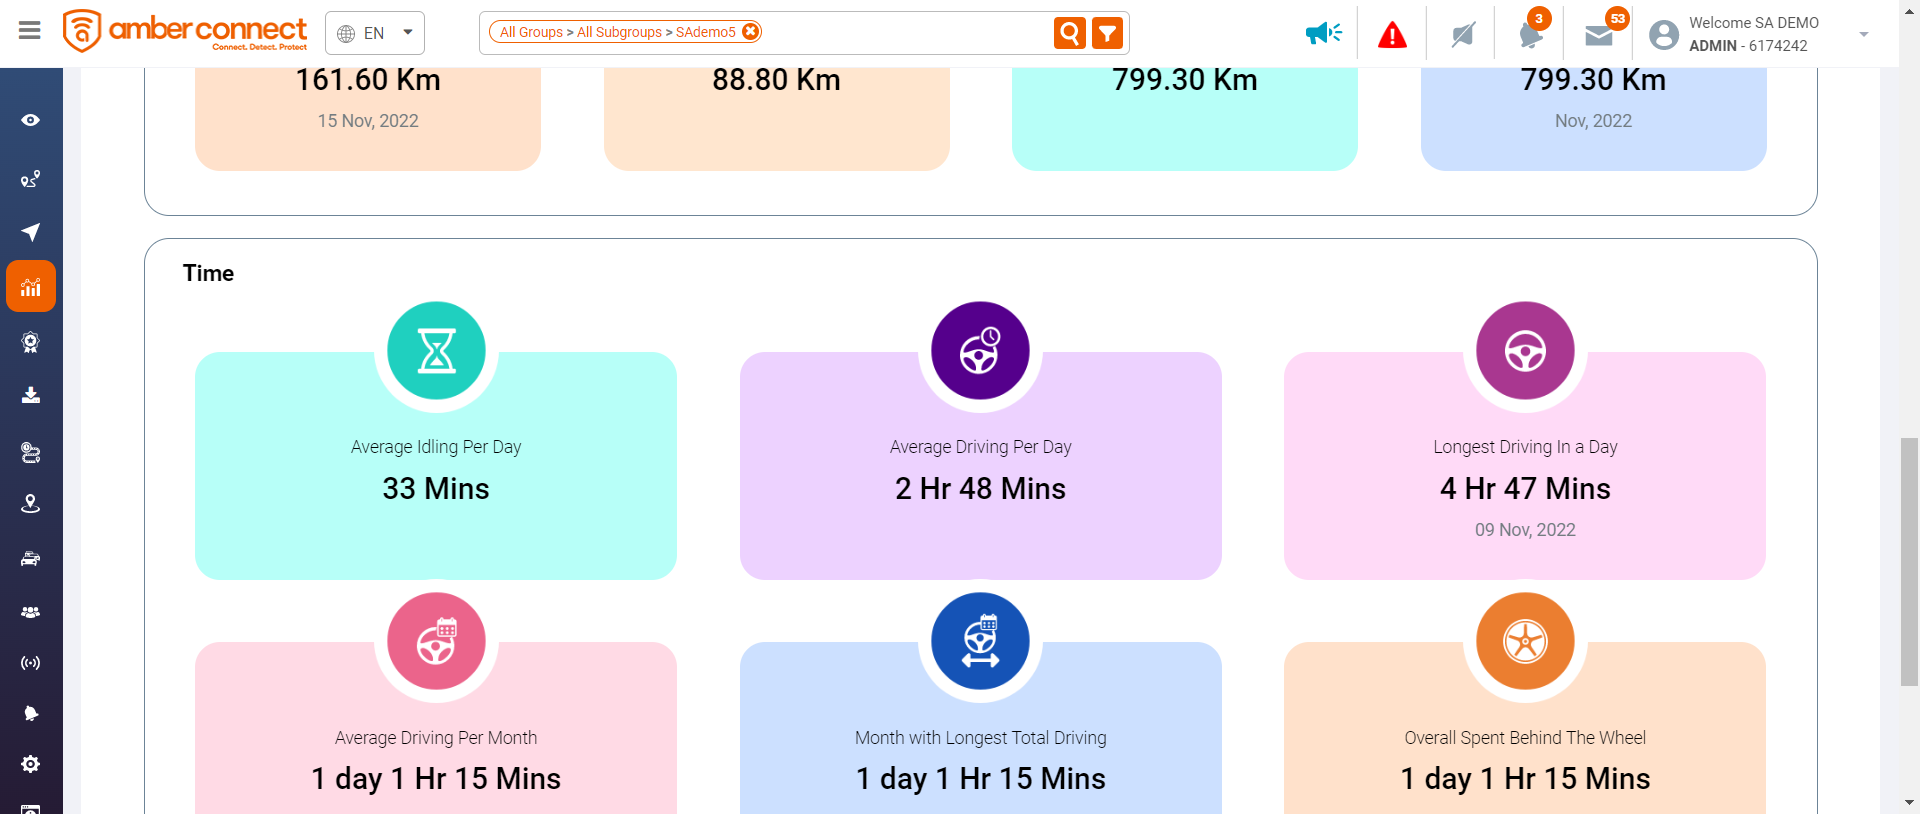 amber connect
Connect. Detect. Protect
EN
All Groups > All Subgroups > SAdemo5
3
53
Welcome SA DEMO
ADMIN - 6174242
161.60 Km
15 Nov, 2022
88.80 Km
799.30 Km
799.30 Km
Nov, 2022
Time
Average Idling Per Day
33 Mins
Average Driving Per Day
2 Hr 48 Mins
Longest Driving In a Day
4 Hr 47 Mins
09 Nov, 2022
Average Driving Per Month
1 day 1 Hr 15 Mins
Month with Longest Total Driving
1 day 1 Hr 15 Mins
Overall Spent Behind The Wheel
1 day 1 Hr 15 Mins